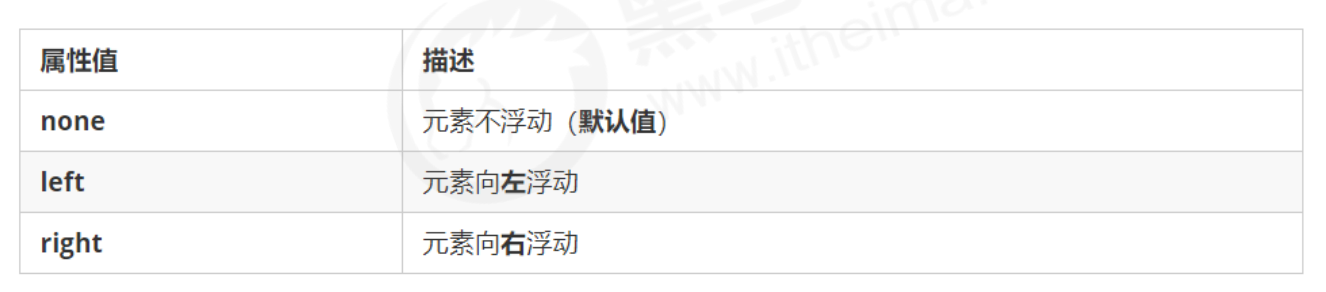 属性值 描述
none 元素不浮动（默认值）
left 元素向左浮动
right 元素向右浮动
www.itheima.